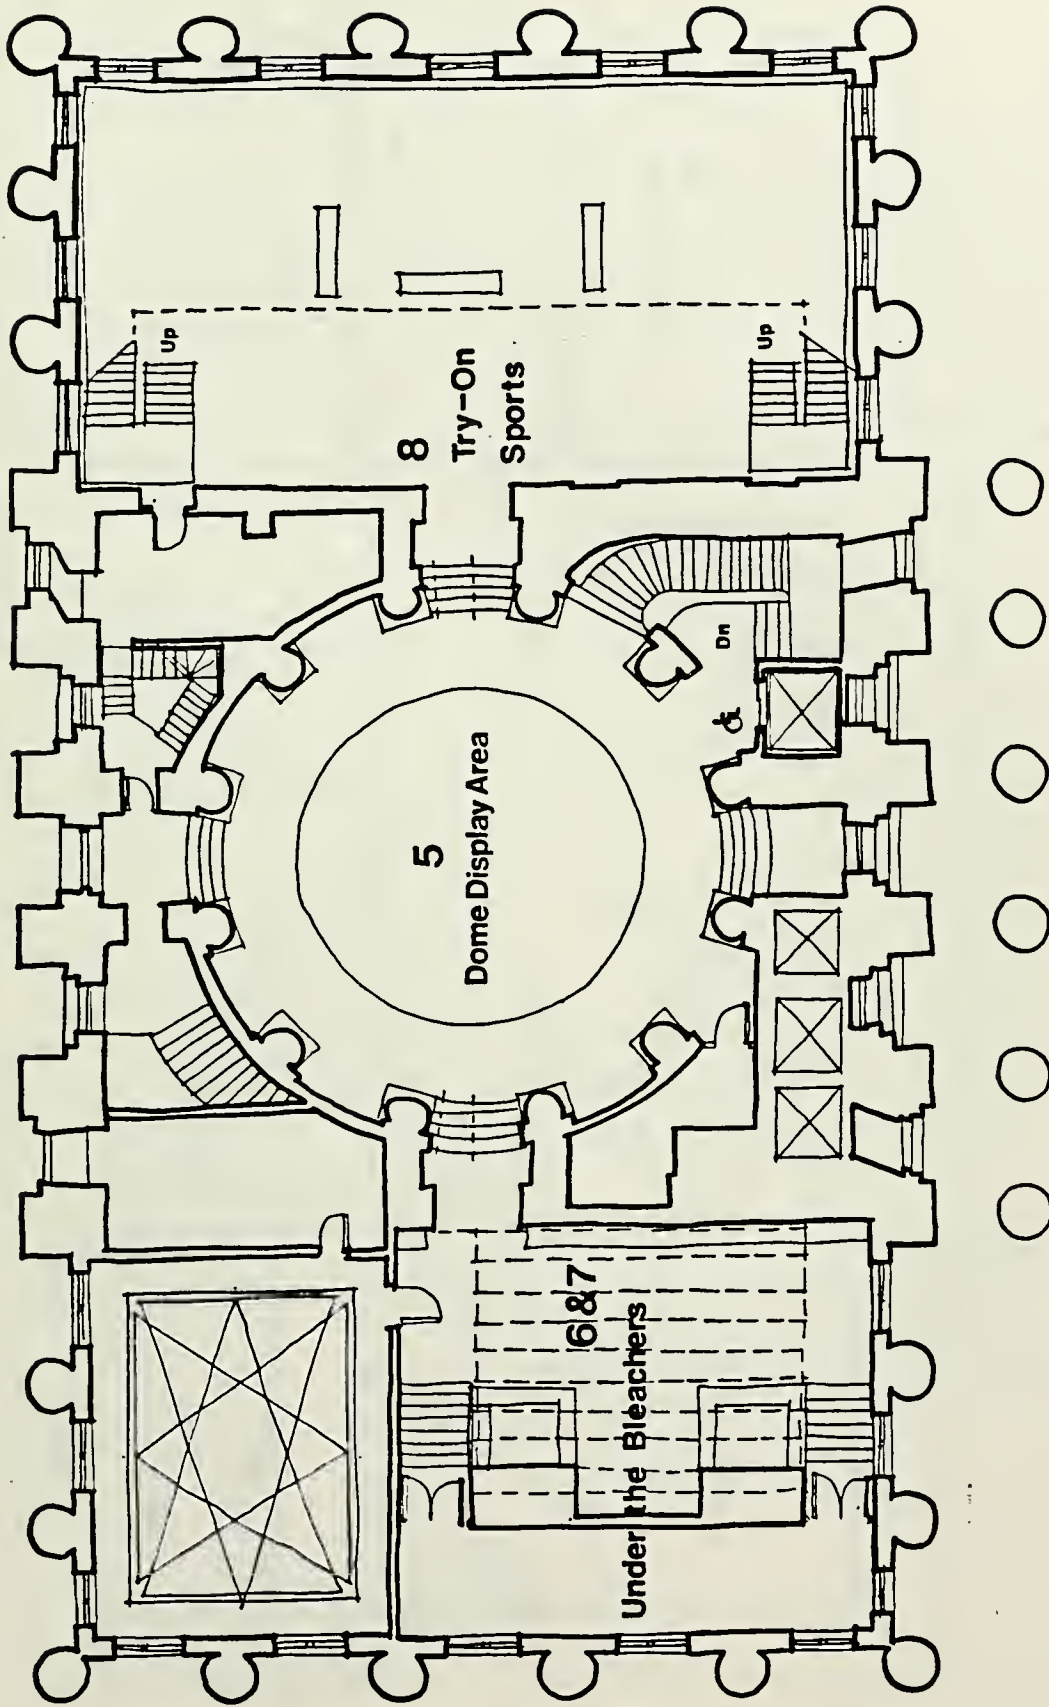 6&7
Under the Bleachers
5
Dome Display Area
Dn
8
Try-On
Sports
Up
Up